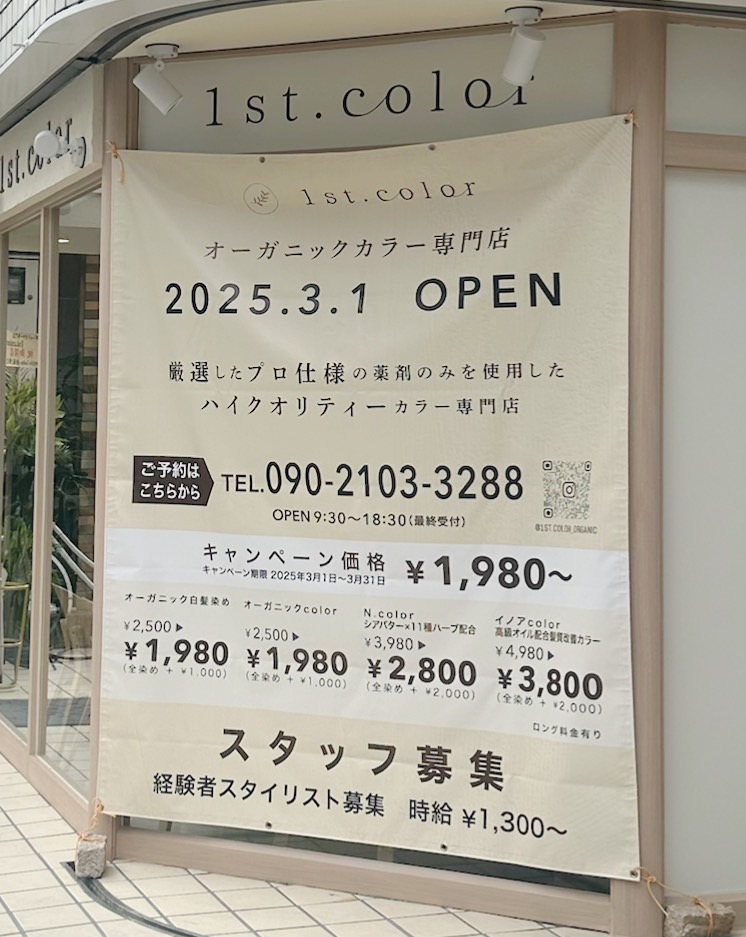 1st.color
1st.color
1st.color
オーガニックカラー専門店
2025.3.1 OPEN
厳選したプロ仕様の薬剤のみを使用した
ハイクオリティーカラー専門店
ご予約は
こちらから
TEL.090-2103-3288
OPEN 9:30〜18:30(最終受付)
@1ST.COLOR_ORGANIC
キャンペーン価格 ¥1,980〜
キャンペーン期限 2025年3月1日〜3月31日
オーガニック白髪染め
¥2,500▶
¥1,980
(全染め + ¥1,000)
オーガニックcolor
¥2,500▶
¥1,980
(全染め + ¥1,000)
N.color
シアバター×11種ハーブ配合
¥3,980▶
¥2,800
(全染め + ¥2,000)
イノアcolor
高級オイル配合髪質改善カラー
¥4,980▶
¥3,800
(全染め + ¥2,000)
ロング料金有り
スタッフ募集
経験者スタイリスト募集 時給 ¥1,300〜